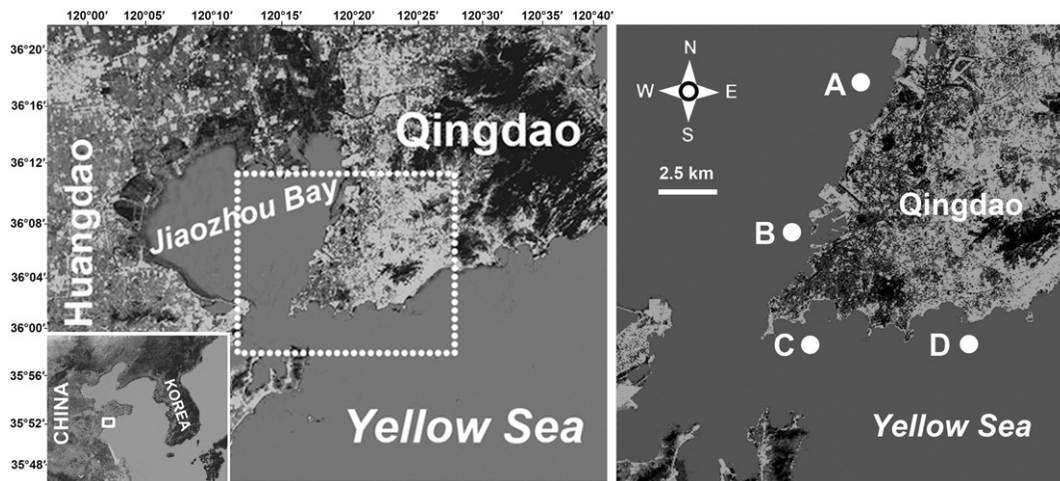 120°00′ 120°05′ 120°15′ 120°20′ 120°25′ 120°30′ 120°35′ 120°40′
36°20′
36°16′
36°12′
36°08′
36°04′
36°00′
35°56′
35°52′
35°48′
Huangdao
Jiaozhou Bay
Qingdao
Yellow Sea
CHINA
KOREA
N
W E
S
2.5 km
A
B
C
D
Qingdao
Yellow Sea